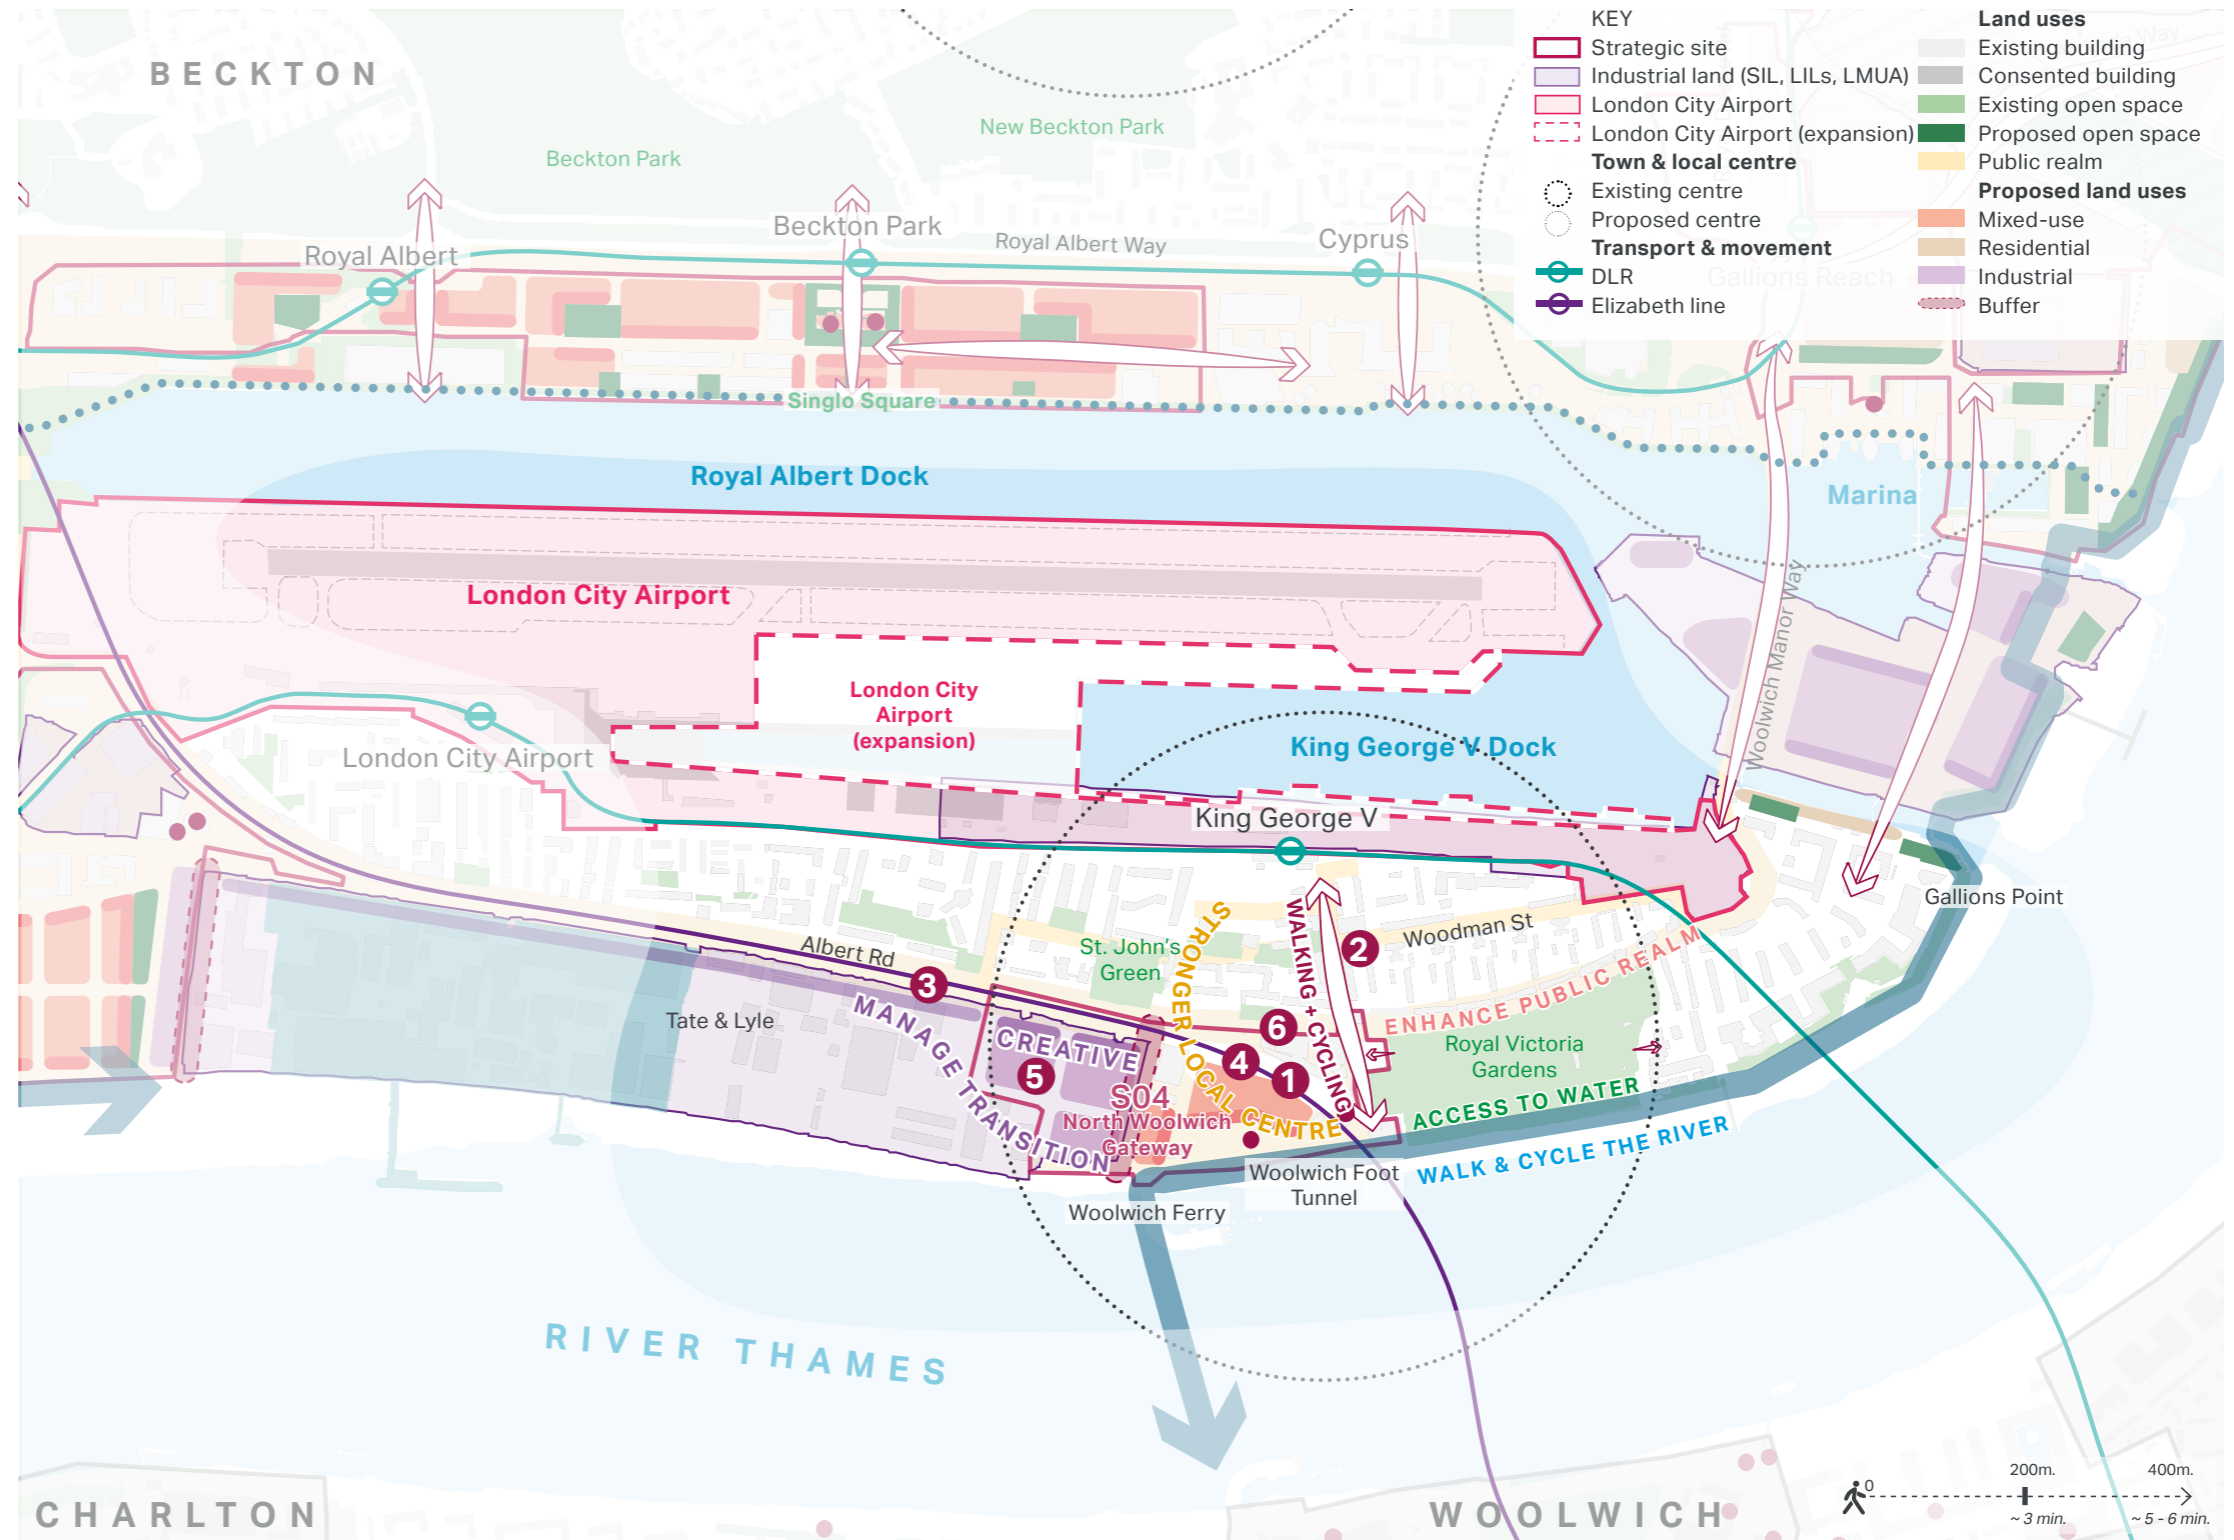 BECKTON
Beckton Park
New Beckton Park
Royal Albert
Beckton Park
Royal Albert Way
Cyprus
Gallions Reach
KEY
Strategic site
Industrial land (SIL, LILs, LMUA)
London City Airport
London City Airport (expansion)
Town & local centre
Existing centre
Proposed centre
Transport & movement
DLR
Elizabeth line
Land uses
Existing building
Consented building
Existing open space
Proposed open space
Public realm
Proposed land uses
Mixed-use
Residential
Industrial
Buffer
Singlo Square
Royal Albert Dock
Marina
London City Airport
London City
Airport
(expansion)
King George V Dock
Woolwich Manor Way
London City Airport
King George V
Gallions Point
Albert Rd
St. John's
Green
Woodman St
STRONGER LOCAL CENTRE
WALKING + CYCLING
2
3
ENHANCE PUBLIC REALM
Tate & Lyle
MANAGE TRANSITION
CREATIVE
5
6
4
1
Royal Victoria
Gardens
S04
North Woolwich
Gateway
ACCESS TO WATER
WALK & CYCLE THE RIVER
Woolwich Foot
Tunnel
Woolwich Ferry
RIVER THAMES
CHARLTON
WOOLWICH
0
200m.
400m.
~ 3 min.
~ 5 - 6 min.